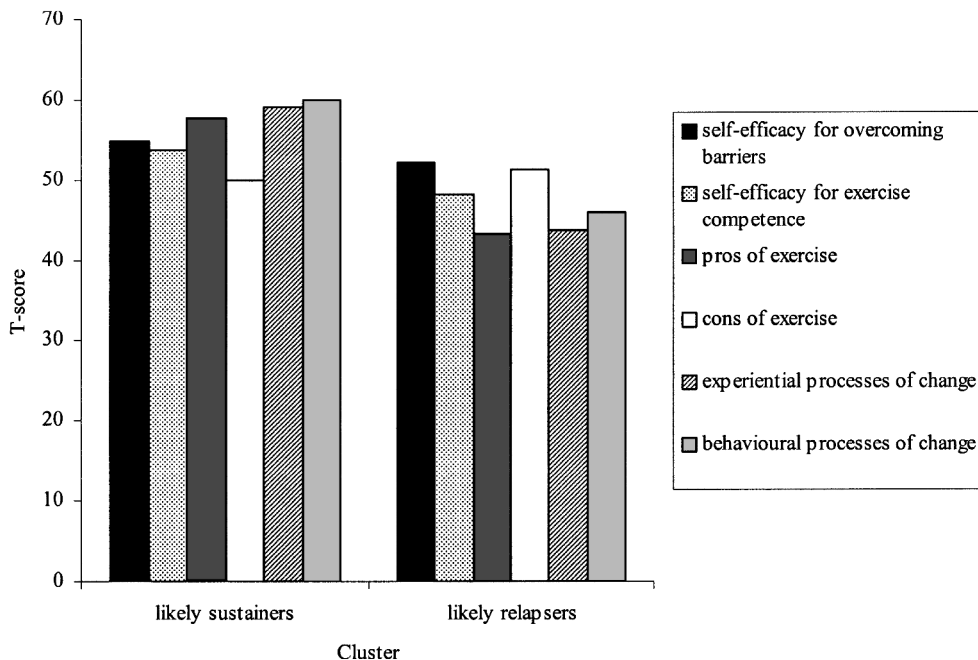 70
60
50
40
30
20
10
0
T-score
likely sustainers
likely relapsers
Cluster
self-efficacy for overcoming
barriers
self-efficacy for exercise
competence
pros of exercise
cons of exercise
experiential processes of change
behavioural processes of change